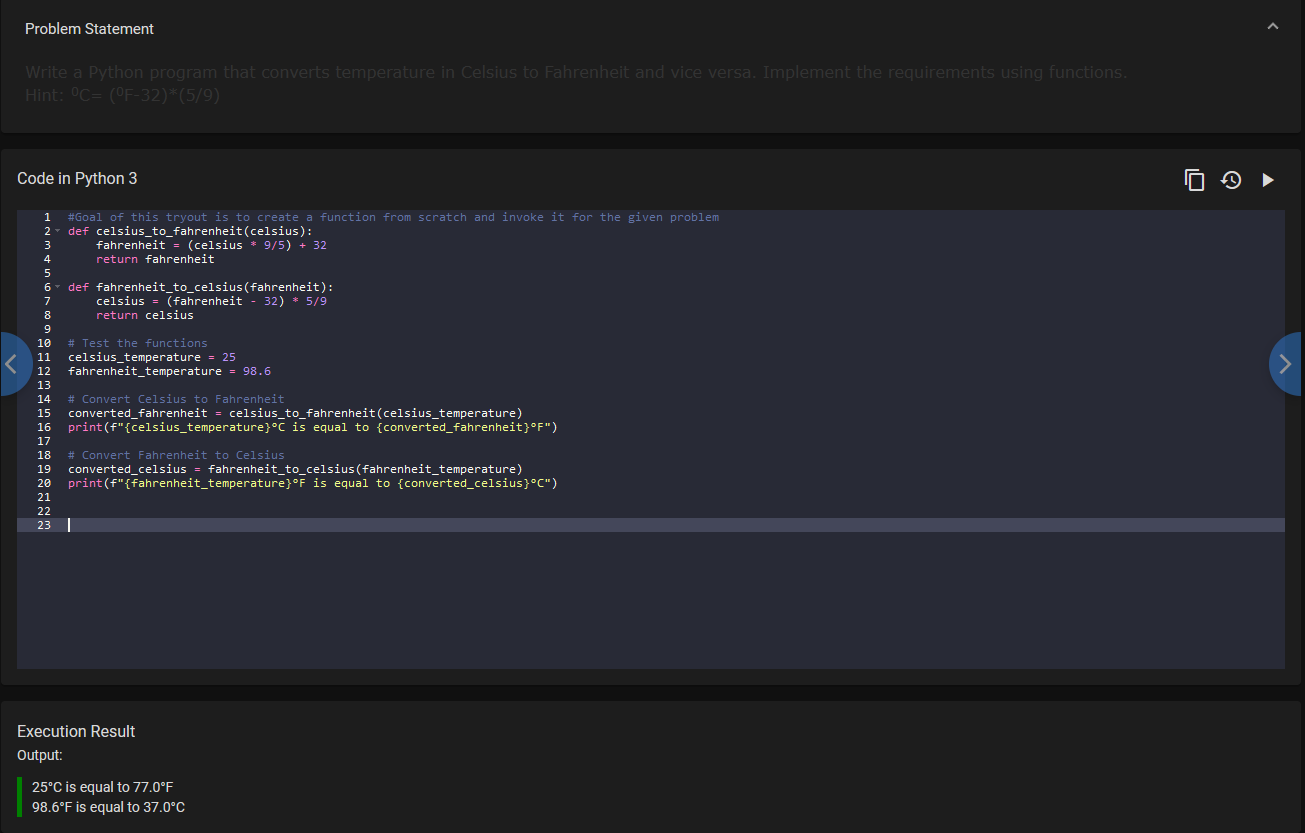 Problem Statement
Write a Python program that converts temperature in Celsius to Fahrenheit and vice versa. Implement the requirements using functions.
Hint: ⁰C= (⁰F-32)*(5/9)
Code in Python 3
1 #Goal of this tryout is to create a function from scratch and invoke it for the given problem
2 def celsius_to_fahrenheit(celsius):
3     fahrenheit = (celsius * 9/5) + 32
4     return fahrenheit
5
6 def fahrenheit_to_celsius(fahrenheit):
7     celsius = (fahrenheit - 32) * 5/9
8     return celsius
9
10 # Test the functions
11 celsius_temperature = 25
12 fahrenheit_temperature = 98.6
13
14 # Convert Celsius to Fahrenheit
15 converted_fahrenheit = celsius_to_fahrenheit(celsius_temperature)
16 print(f"{celsius_temperature}°C is equal to {converted_fahrenheit}°F")
17
18 # Convert Fahrenheit to Celsius
19 converted_celsius = fahrenheit_to_celsius(fahrenheit_temperature)
20 print(f"{fahrenheit_temperature}°F is equal to {converted_celsius}°C")
21
22
23
Execution Result
Output:
25°C is equal to 77.0°F
98.6°F is equal to 37.0°C